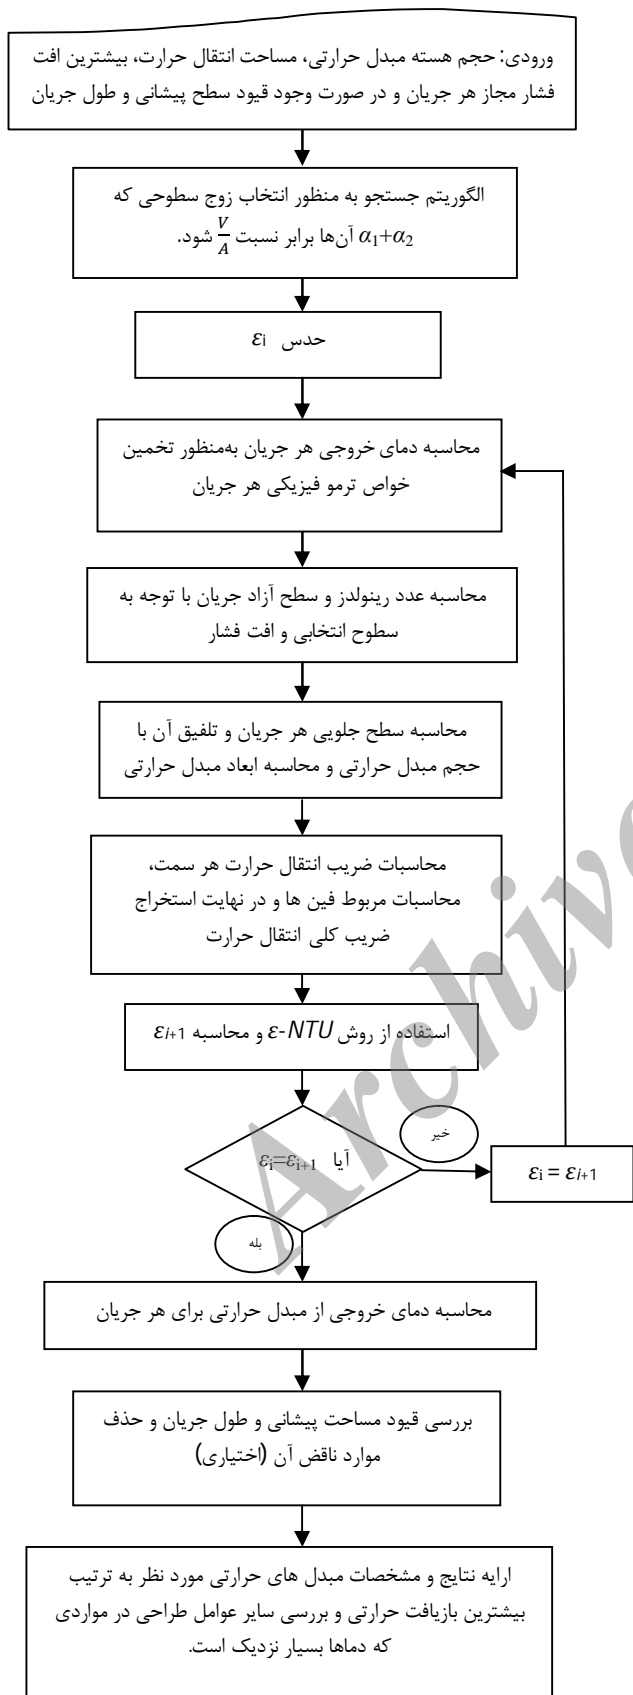 ورودی: حجم هسته مبدل حرارتی، مساحت انتقال حرارت، بیشترین افت
فشار مجاز هر جریان و در صورت وجود قیود سطح پیشانی و طول جریان
الگوریتم جستجو به منظور انتخاب زوج سطوحی که
α₁+α₂ آن‌ها برابر نسبت V/A شود.
حدس εi
محاسبه دمای خروجی هر جریان به‌منظور تخمین
خواص ترمو فیزیکی هر جریان
محاسبه عدد رینولدز و سطح آزاد جریان با توجه به
سطوح انتخابی و افت فشار
محاسبه سطح جلویی هر جریان و تلفیق آن با
حجم مبدل حرارتی و محاسبه ابعاد مبدل حرارتی
محاسبات ضریب انتقال حرارت هر سمت،
محاسبات مربوط فین ها و در نهایت استخراج
ضریب کلی انتقال حرارت
استفاده از روش ε-NTU و محاسبه εi+1
آیا εi=εi+1
خیر
εi = εi+1
بله
محاسبه دمای خروجی از مبدل حرارتی برای هر جریان
بررسی قیود مساحت پیشانی و طول جریان و حذف
موارد ناقض آن (اختیاری)
ارایه نتایج و مشخصات مبدل های حرارتی مورد نظر به ترتیب
بیشترین بازیافت حرارتی و بررسی سایر عوامل طراحی در مواردی
که دماها بسیار نزدیک است.
Archive